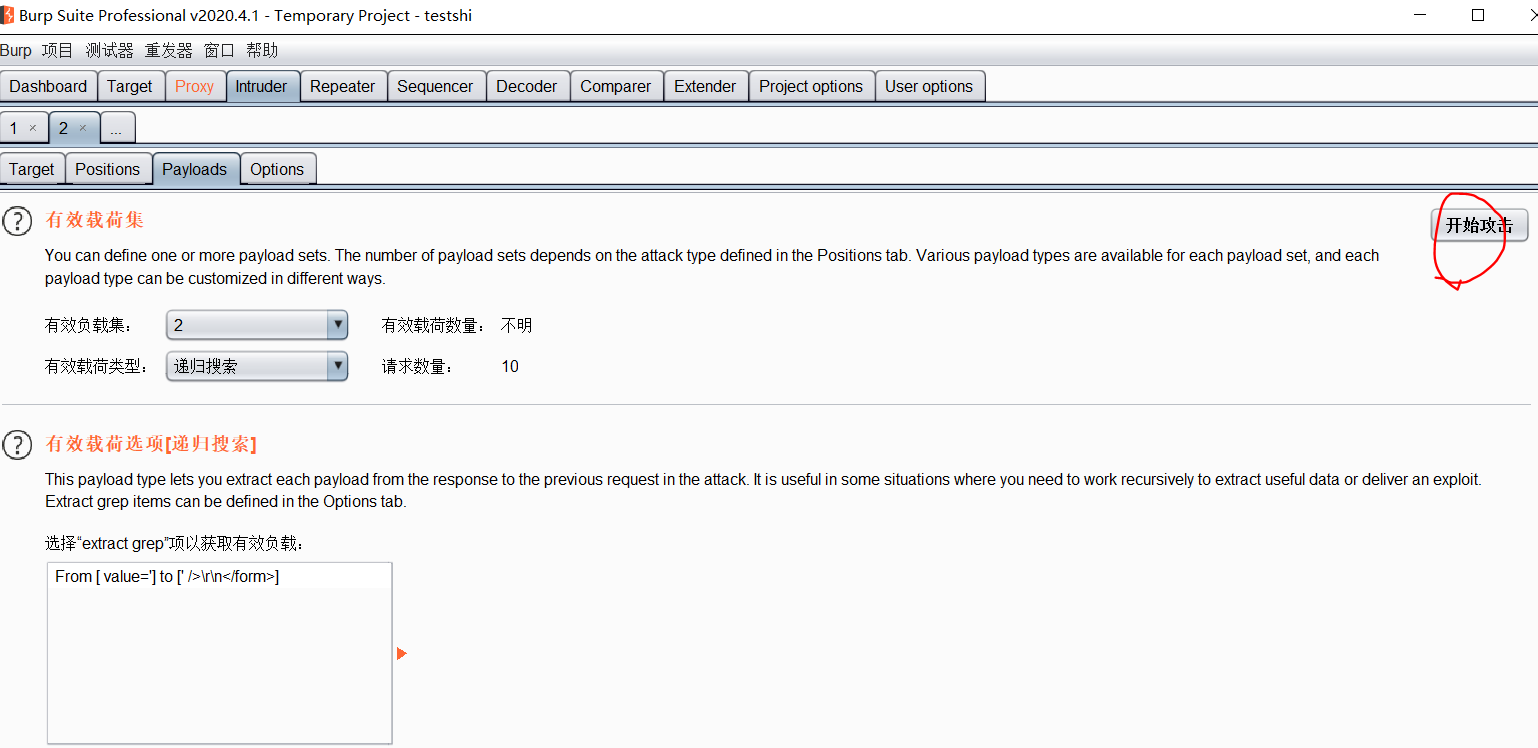 Burp Suite Professional v2020.4.1 - Temporary Project - testshi
Burp 项目 测试器 重发器 窗口 帮助
Dashboard Target Proxy Intruder Repeater Sequencer Decoder Comparer Extender Project options User options
1 × 2 × ...
Target Positions Payloads Options
? 有效载荷集
开始攻击
You can define one or more payload sets. The number of payload sets depends on the attack type defined in the Positions tab. Various payload types are available for each payload set, and each
payload type can be customized in different ways.
有效负载集: 2 有效载荷数量: 不明
有效载荷类型: 递归搜索 请求数量: 10
? 有效载荷选项[递归搜索]
This payload type lets you extract each payload from the response to the previous request in the attack. It is useful in some situations where you need to work recursively to extract useful data or deliver an exploit.
Extract grep items can be defined in the Options tab.
选择“extract grep”项以获取有效负载:
From [ value='] to [' />\r\n</form>]